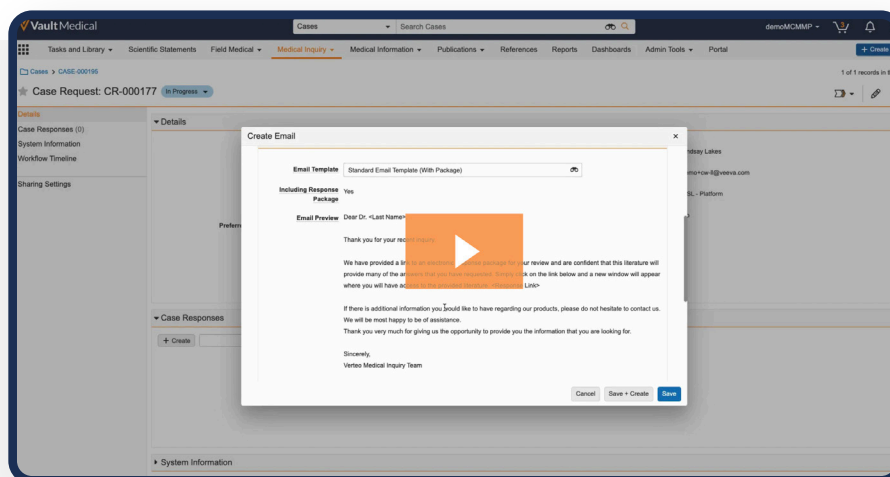 Vault Medical
Cases
Search Cases
demoMCMMP
3
Tasks and Library
Scientific Statements
Field Medical
Medical Inquiry
Medical Information
Publications
References
Reports
Dashboards
Admin Tools
Portal
+ Create
Cases > CASE-000196
1 of 1 records in
Case Request: CR-000177
In Progress
Details
Case Responses (0)
System Information
Workflow Timeline
Sharing Settings
Details
Preferr
ndsay Lakes
mo+cw-ll@veeva.com
SL - Platform
Create Email
×
Email Template
Standard Email Template (With Package)
Including Response Package
Yes
Email Preview
Dear Dr. <Last Name>
Thank you for your recent inquiry.
We have provided a link to an electronic response package for your review and are confident that this literature will
provide many of the answers that you have requested. Simply click on the link below and a new window will appear
where you will have access to the provided literature. <Response Link>
If there is additional information you would like to have regarding our products, please do not hesitate to contact us.
We will be most happy to be of assistance.
Thank you very much for giving us the opportunity to provide you the information that you are looking for.
Sincerely,
Verteo Medical Inquiry Team
Cancel
Save + Create
Save
Case Responses
+ Create
System Information